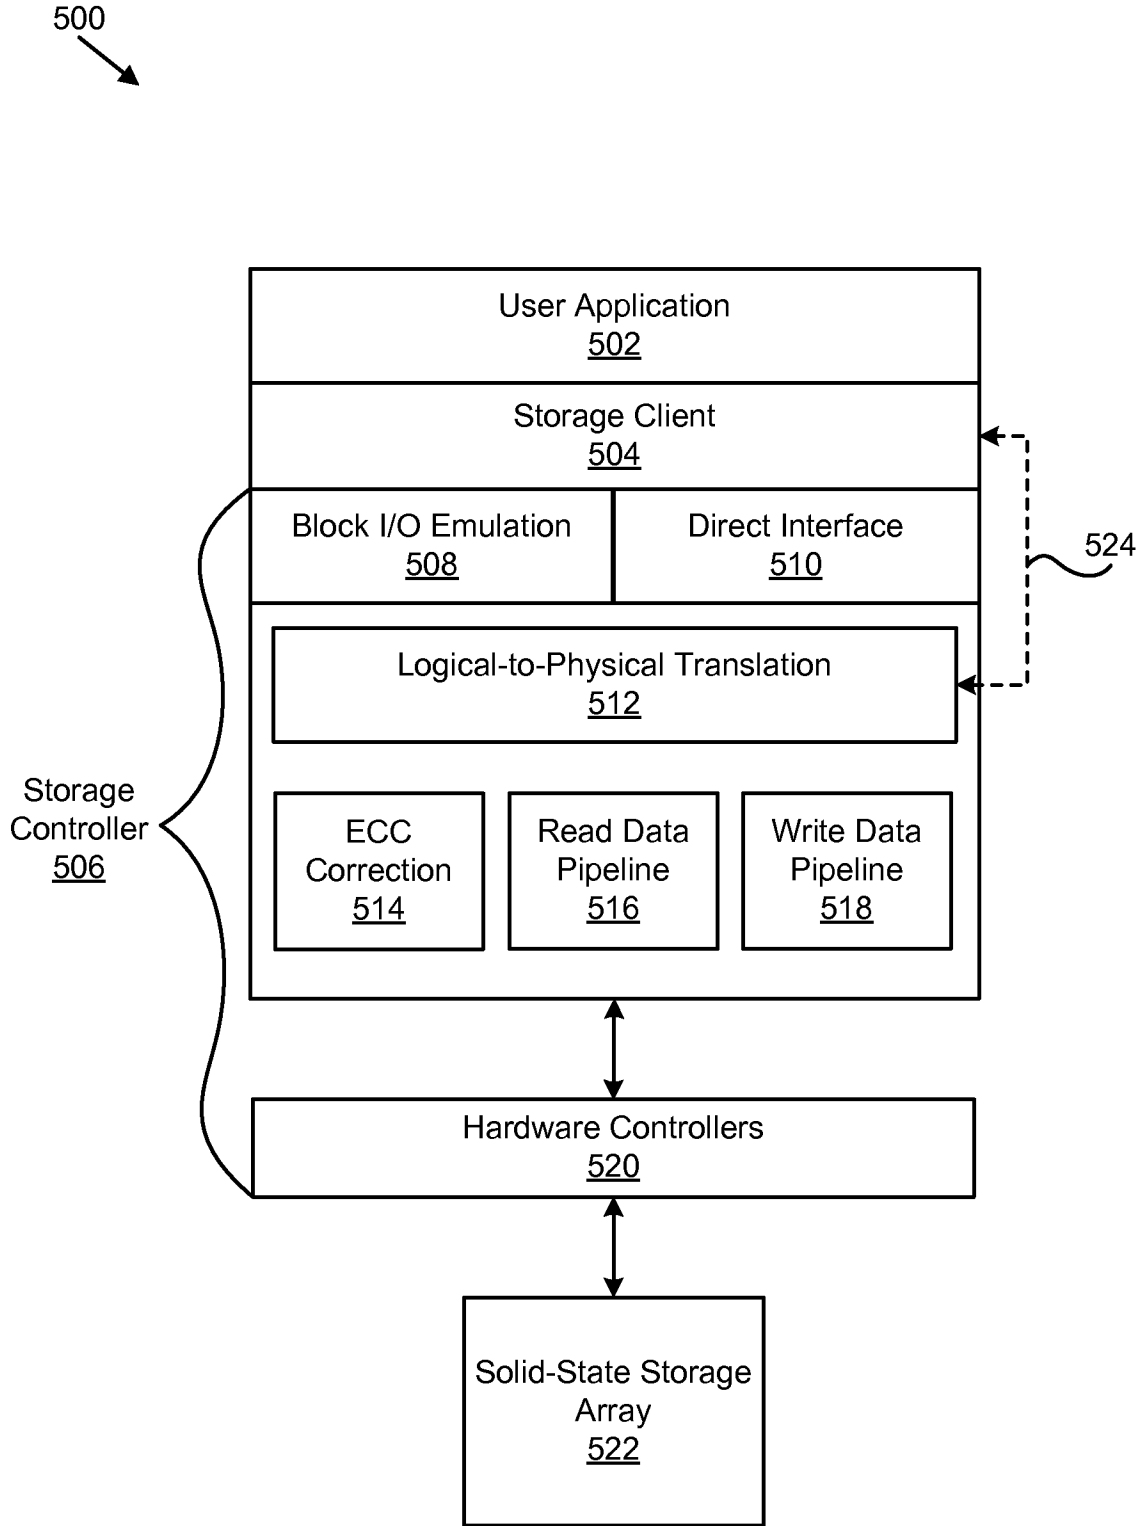 500
User Application
502
Storage Client
504
Block I/O Emulation
508
Direct Interface
510
524
Logical-to-Physical Translation
512
Storage
Controller
506
ECC
Correction
514
Read Data
Pipeline
516
Write Data
Pipeline
518
Hardware Controllers
520
Solid-State Storage
Array
522